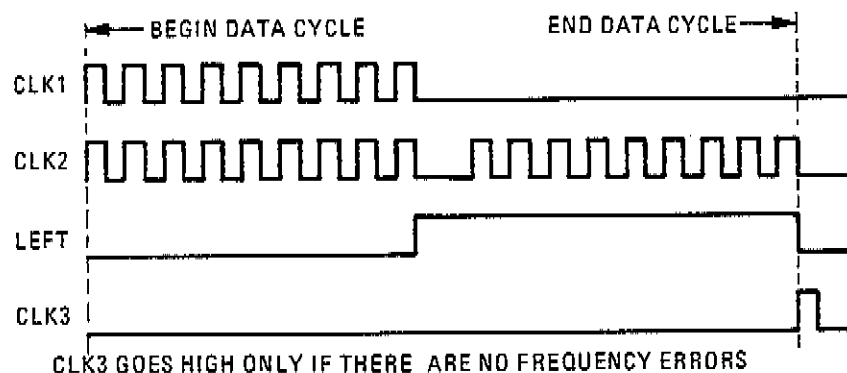 BEGIN DATA CYCLE
END DATA CYCLE
CLK1
CLK2
LEFT
CLK3
CLK3 GOES HIGH ONLY IF THERE ARE NO FREQUENCY ERRORS